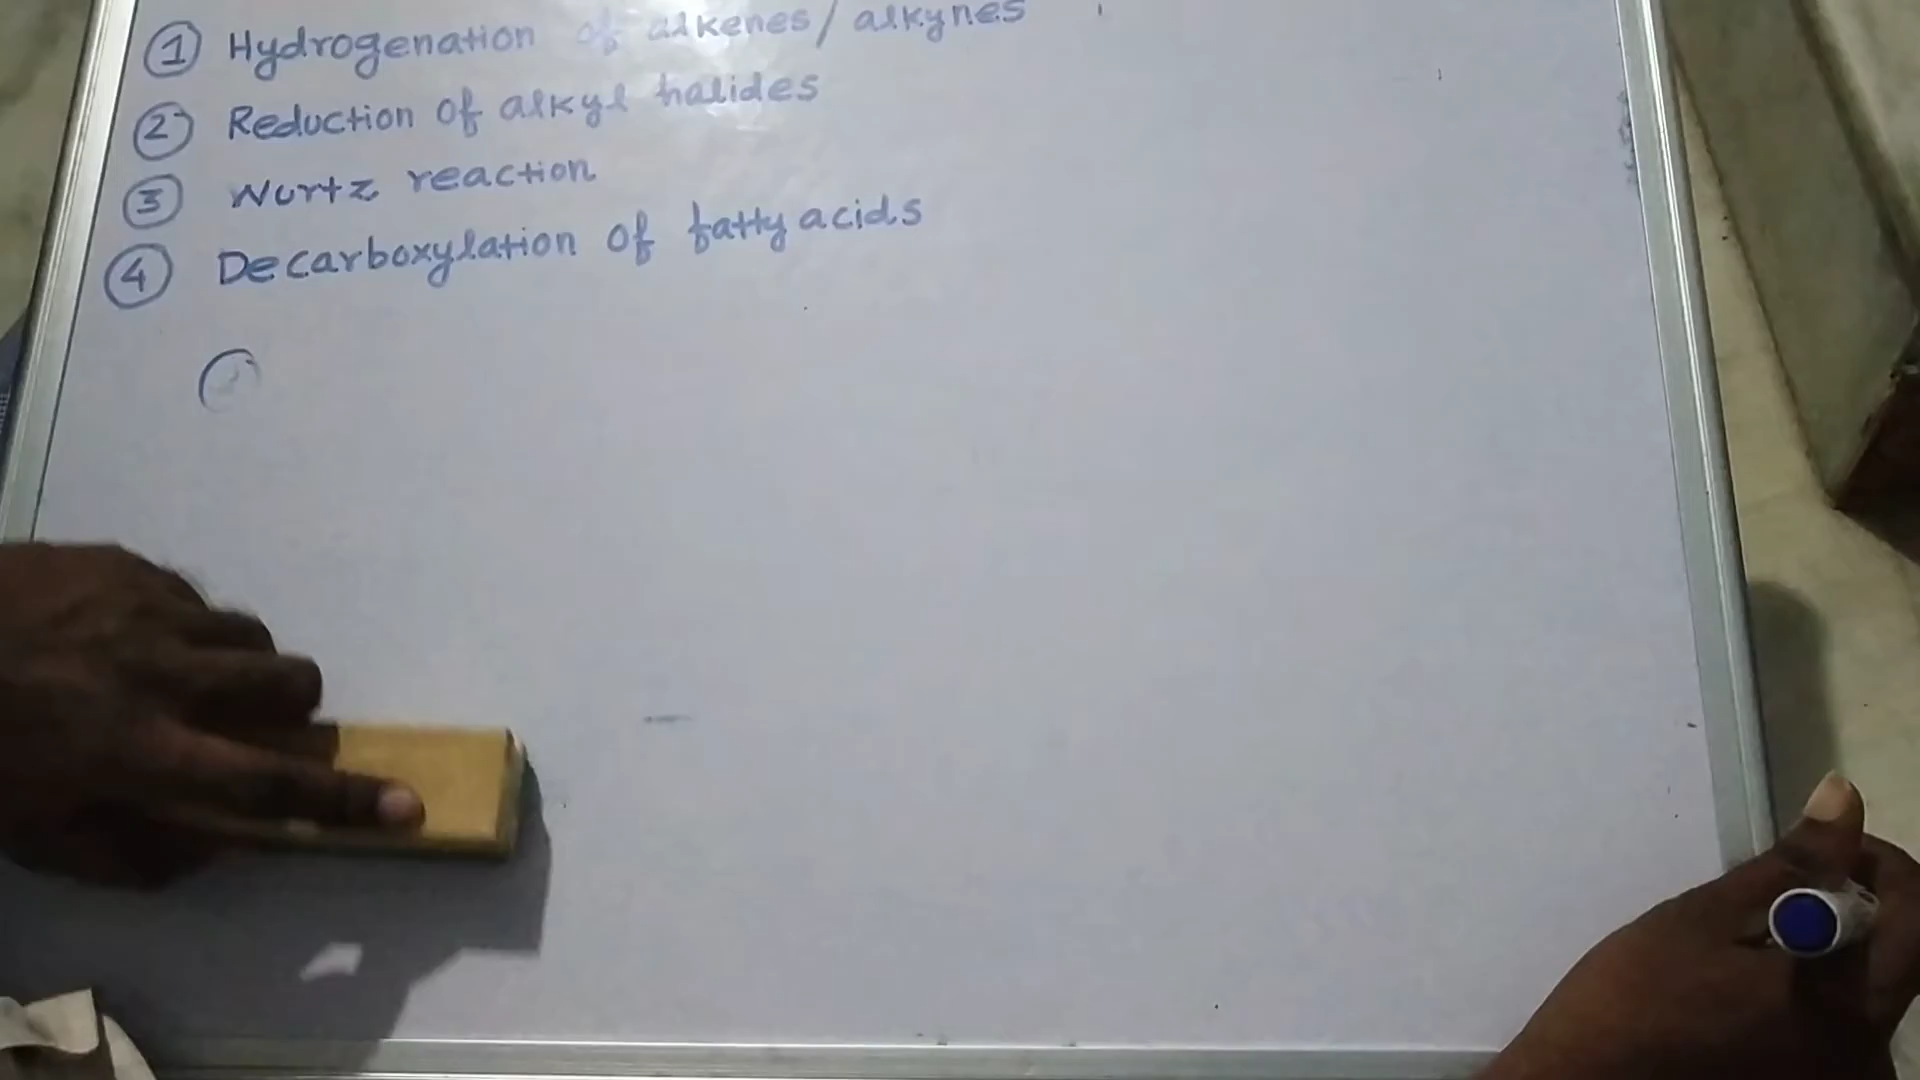 ① Hydrogenation of alkenes/alkynes
② Reduction of alkyl halides
③ Wurtz reaction
④ Decarboxylation of fatty acids